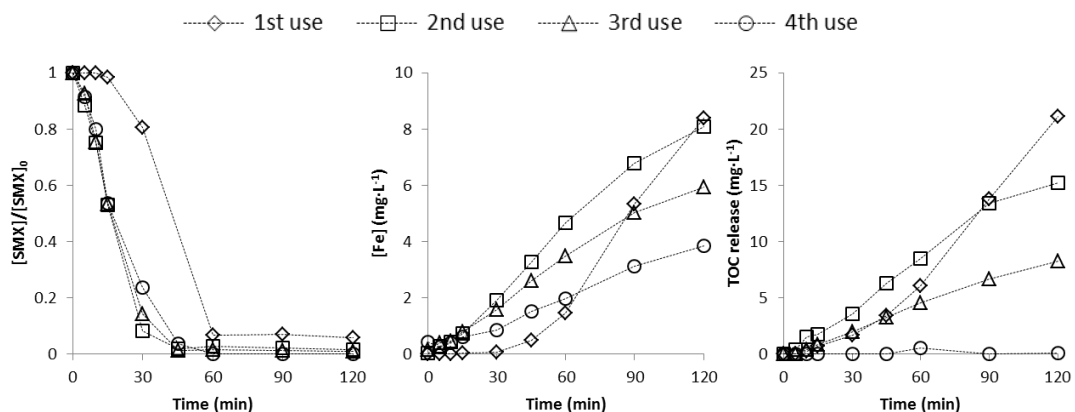 1st use 2nd use 3rd use 4th use
[SMX]/[SMX]₀
1
0.8
0.6
0.4
0.2
0
0 30 60 90 120
Time (min)
[Fe] (mg·L⁻¹)
10
8
6
4
2
0
0 30 60 90 120
Time (min)
TOC release (mg·L⁻¹)
25
20
15
10
5
0
0 30 60 90 120
Time (min)